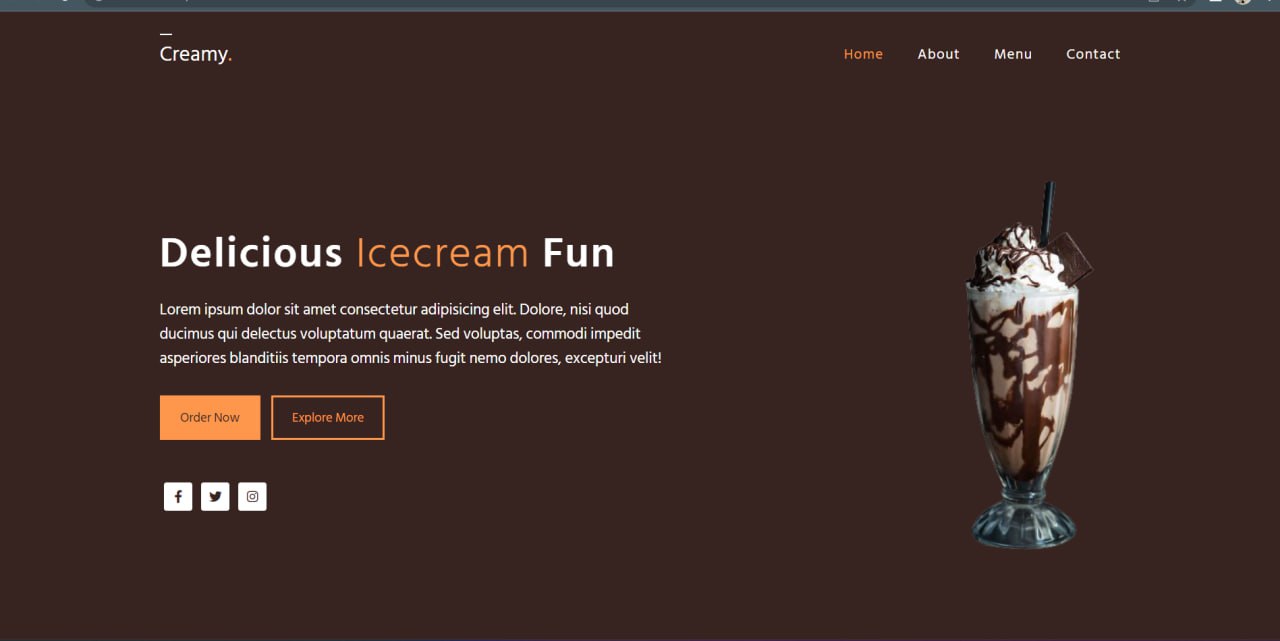 Creamy.
Home About Menu Contact
Delicious Icecream Fun
Lorem ipsum dolor sit amet consectetur adipisicing elit. Dolore, nisi quod
ducimus qui delectus voluptatum quaerat. Sed voluptas, commodi impedit
asperiores blanditiis tempora omnis minus fugit nemo dolores, excepturi velit!
Order Now Explore More